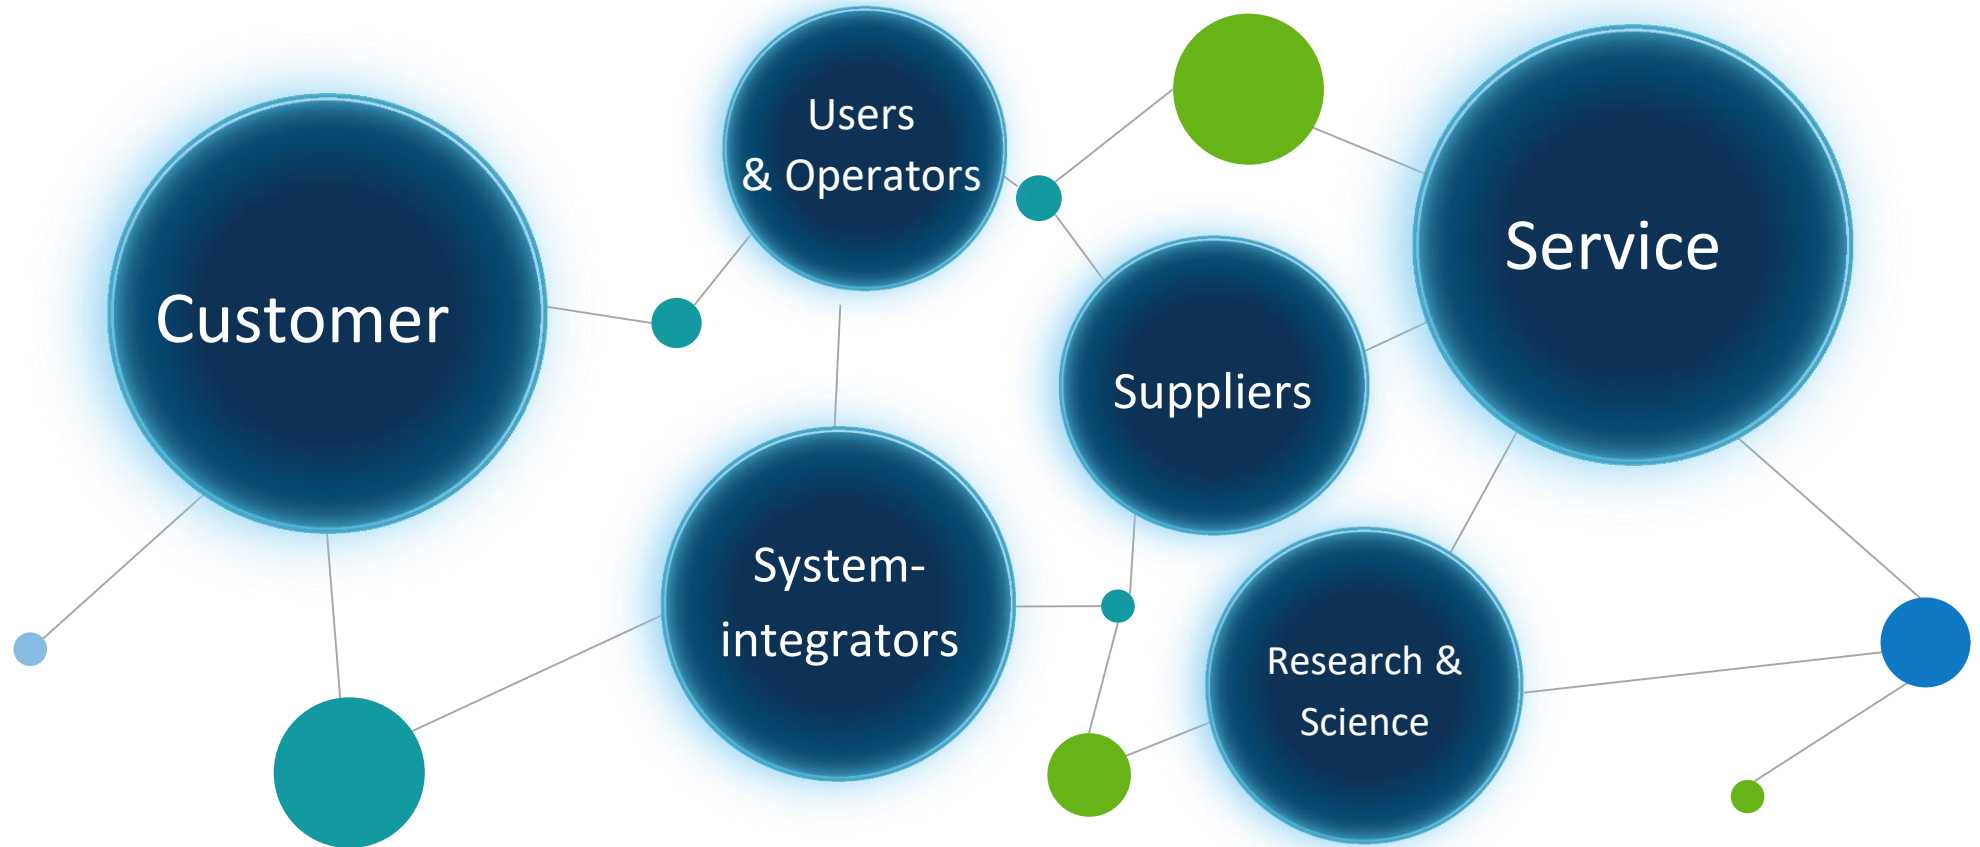 Customer
Users
& Operators
System-
integrators
Suppliers
Service
Research &
Science